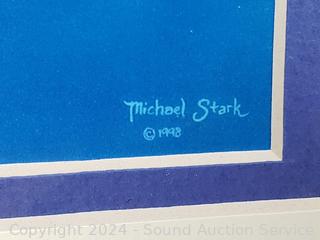 Michael Stark
© 1998
Copyright 2024 - Sound Auction Service